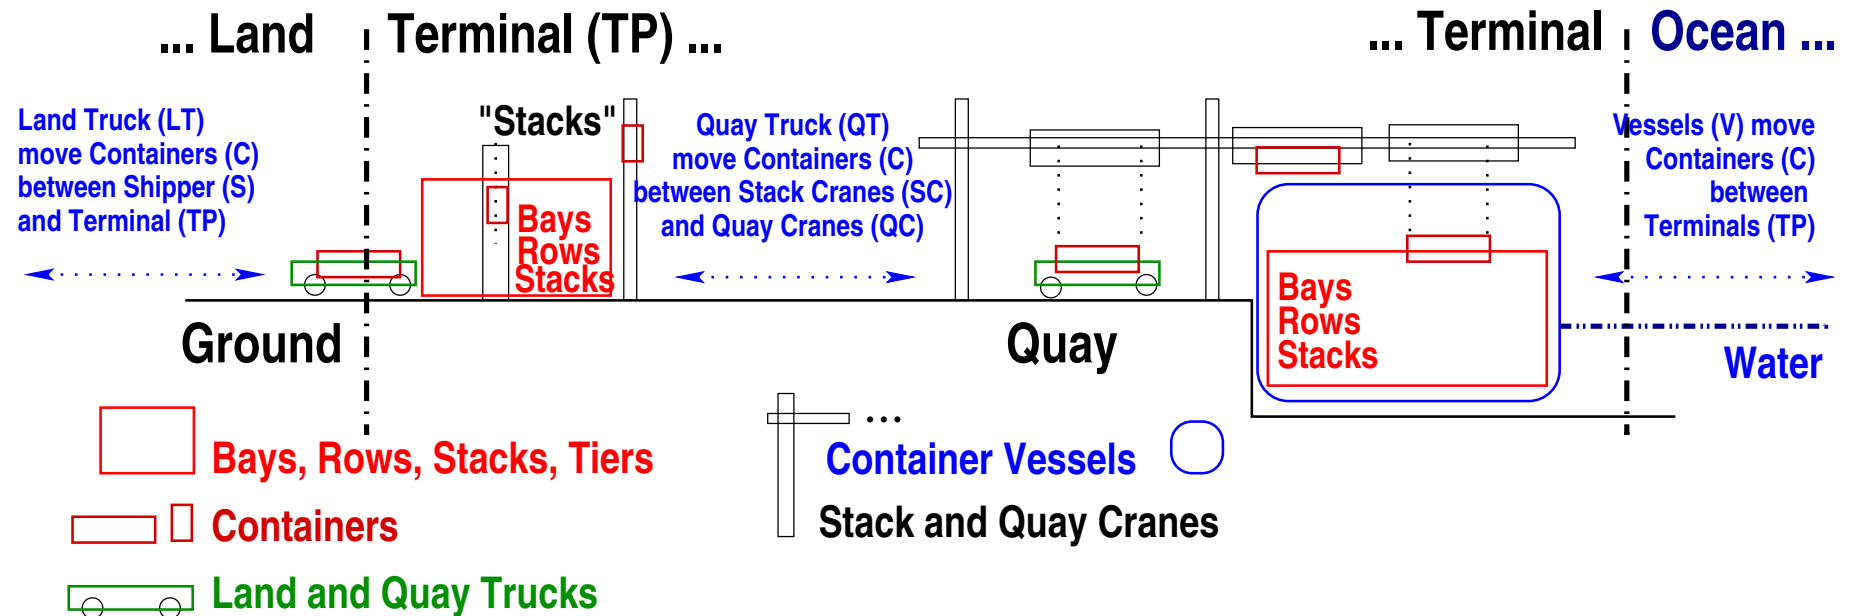 ... Land
Terminal (TP) ...
... Terminal
Ocean ...
Land Truck (LT)
move Containers (C)
between Shipper (S)
and Terminal (TP)
"Stacks"
Bays
Rows
Stacks
Quay Truck (QT)
move Containers (C)
between Stack Cranes (SC)
and Quay Cranes (QC)
Vessels (V) move
Containers (C)
between
Terminals (TP)
Bays
Rows
Stacks
Ground
Quay
Water
Bays, Rows, Stacks, Tiers
Containers
Land and Quay Trucks
...
Container Vessels
Stack and Quay Cranes